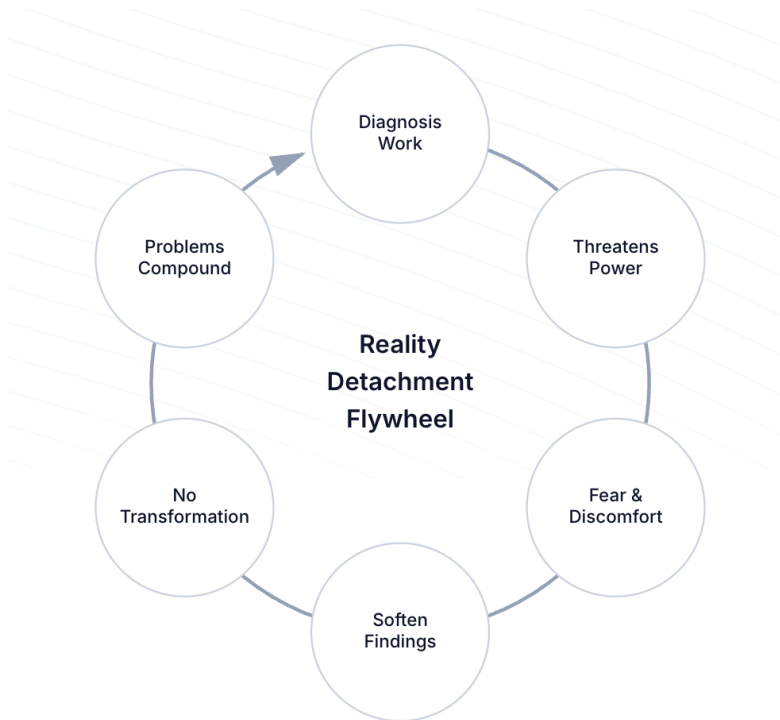 Diagnosis
Work
Threatens
Power
Fear &
Discomfort
Soften
Findings
No
Transformation
Problems
Compound
Reality
Detachment
Flywheel